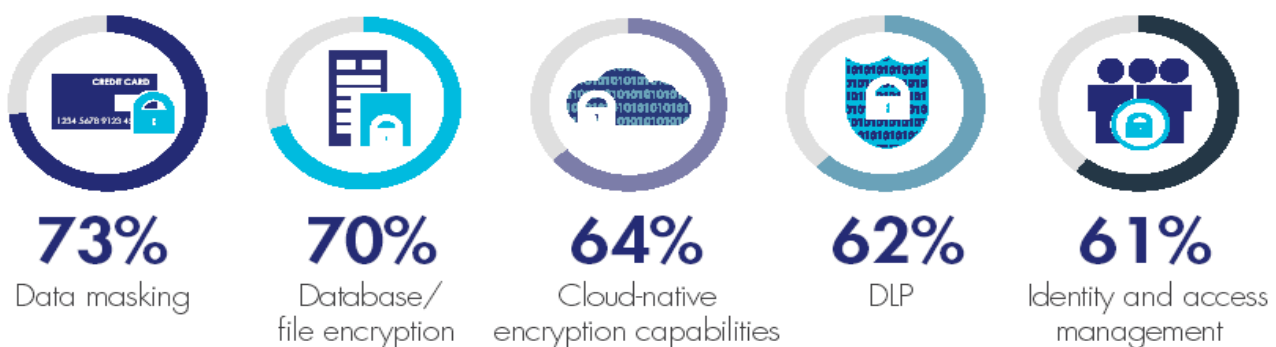 CREDIT CARD
1234 5678 9123 4
73%
Data masking
70%
Database/
file encryption
64%
Cloud-native
encryption capabilities
62%
DLP
61%
Identity and access
management